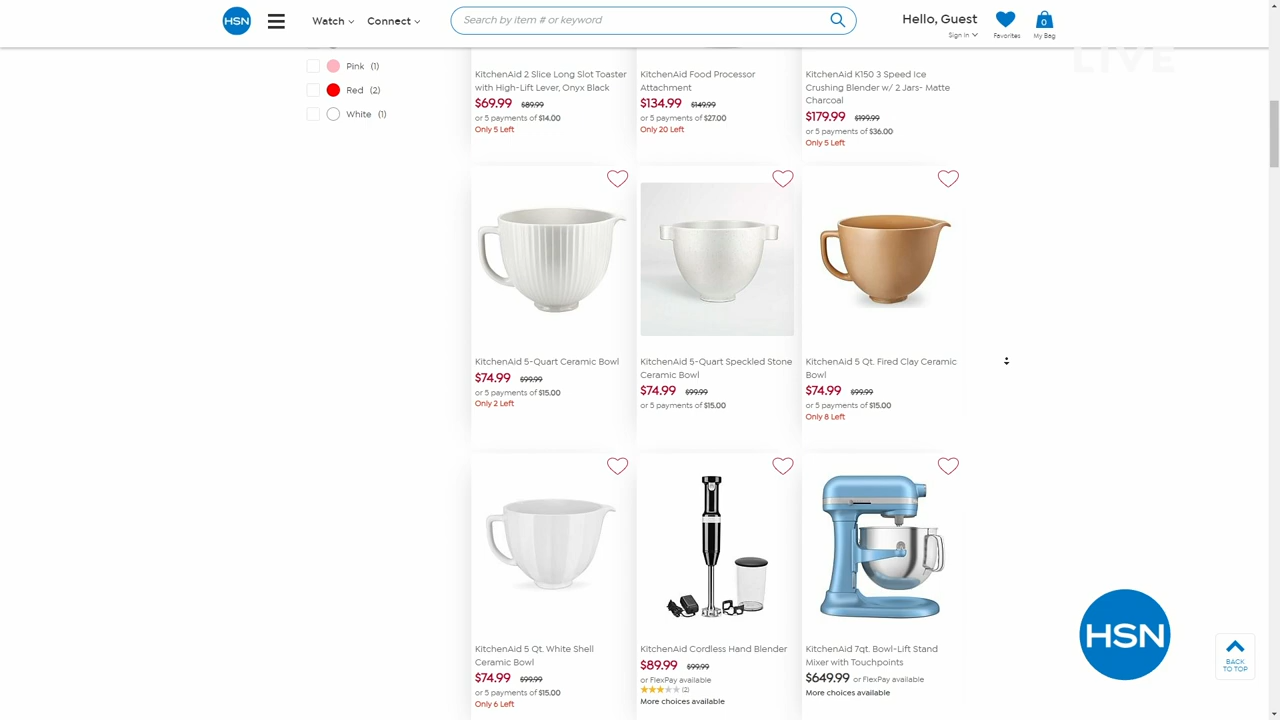 HSN
Watch
Connect
Search by item # or keyword
Hello, Guest
Sign In
Favorites
0
My Bag
LIVE
Pink (1)
Red (2)
White (1)
KitchenAid 2 Slice Long Slot Toaster
with High-Lift Lever, Onyx Black
$69.99 $89.99
or 5 payments of $14.00
Only 5 Left
KitchenAid Food Processor
Attachment
$134.99 $149.99
or 5 payments of $27.00
Only 20 Left
KitchenAid K150 3 Speed Ice
Crushing Blender w/ 2 Jars- Matte
Charcoal
$179.99 $199.99
or 5 payments of $36.00
Only 5 Left
KitchenAid 5-Quart Ceramic Bowl
$74.99 $99.99
or 5 payments of $15.00
Only 2 Left
KitchenAid 5-Quart Speckled Stone
Ceramic Bowl
$74.99 $99.99
or 5 payments of $15.00
KitchenAid 5 Qt. Fired Clay Ceramic
Bowl
$74.99 $99.99
or 5 payments of $15.00
Only 8 Left
KitchenAid 5 Qt. White Shell
Ceramic Bowl
$74.99 $99.99
or 5 payments of $15.00
Only 6 Left
KitchenAid Cordless Hand Blender
$89.99 $99.99
or FlexPay available
(2)
More choices available
KitchenAid 7qt. Bowl-Lift Stand
Mixer with Touchpoints
$649.99 or FlexPay available
More choices available
HSN
BACK
TO TOP